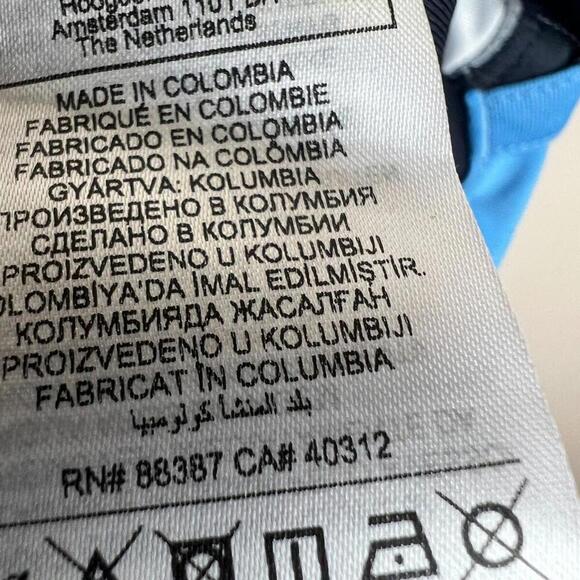 Amsterdam 1101
The Netherlands
MADE IN COLOMBIA
FABRIQUÉ EN COLOMBIE
FABRICADO EN COLOMBIA
FABRICADO NA COLÔMBIA
GYÁRTVA: KOLUMBIA
ПРОИЗВЕДЕНО В КОЛУМБИЯ
СДЕЛАНО В КОЛУМБИИ
PROIZVEDENO U KOLUMBIJI
OLOMBİYA'DA İMAL EDİLMİŞTİR.
КОЛУМБИЯДА ЖАСАЛҒАН
PROIZVEDENO U KOLUMBIJI
FABRICAT ÎN COLUMBIA
بلد المنشأ كولومبيا
RN# 88387 CA# 40312